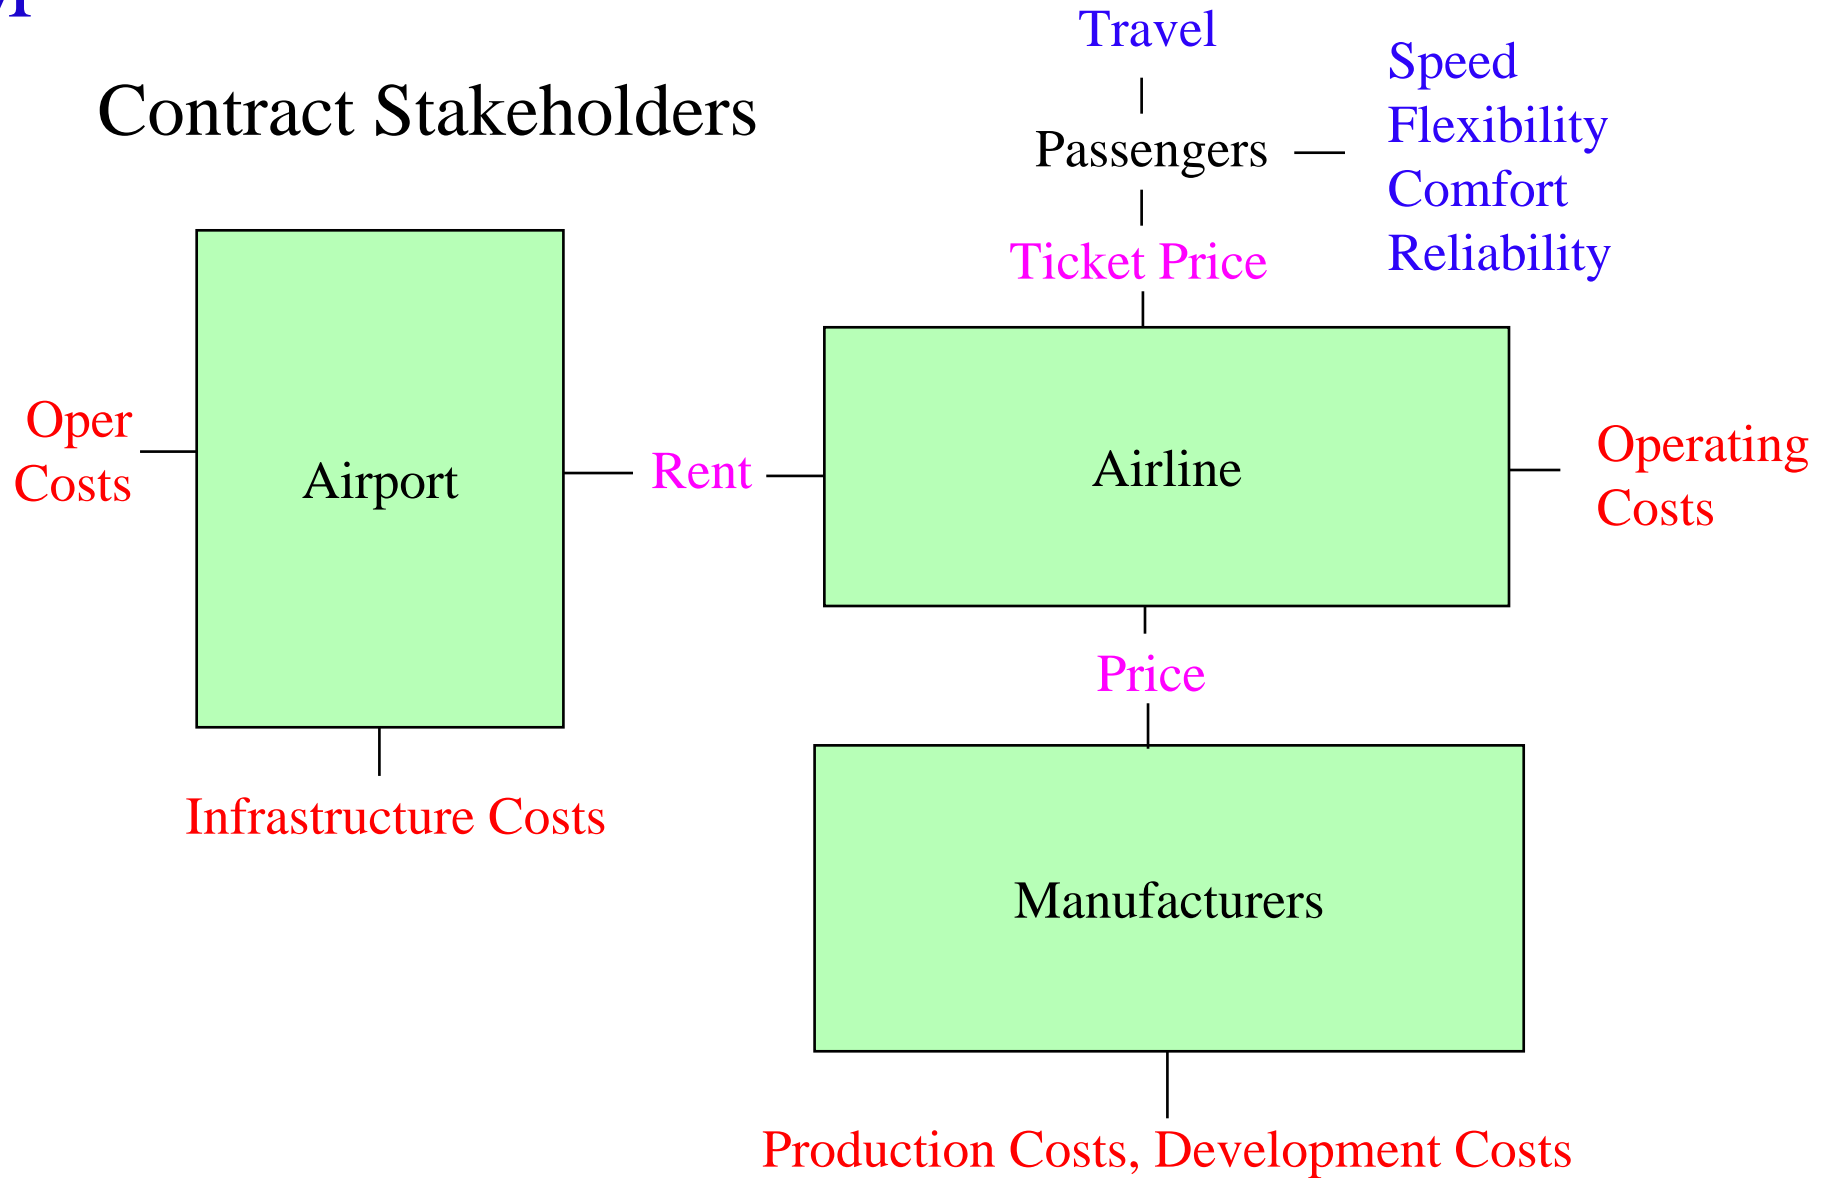 Contract Stakeholders
Travel
Passengers
Speed
Flexibility
Comfort
Reliability
Ticket Price
Oper
Costs
Airport
Rent
Airline
Operating
Costs
Price
Infrastructure Costs
Manufacturers
Production Costs, Development Costs